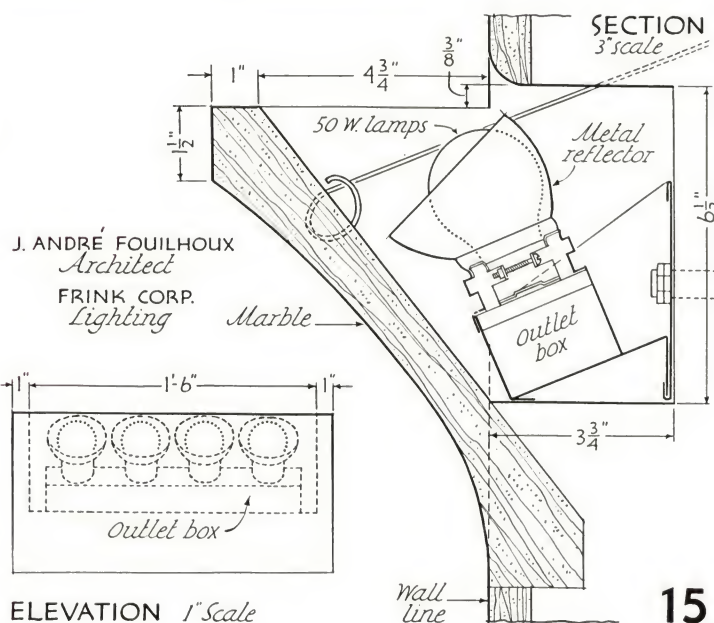 SECTION
3" scale
1"
4 3/4"
3/8"
1 1/2"
50 W. lamps
Metal
reflector
6 1/2"
J. ANDRÉ FOUILHOUX
Architect
FRINK CORP.
Lighting
Marble
Outlet
box
3 3/4"
1"
1'-6"
1"
Outlet box
ELEVATION 1" Scale
Wall
line
15